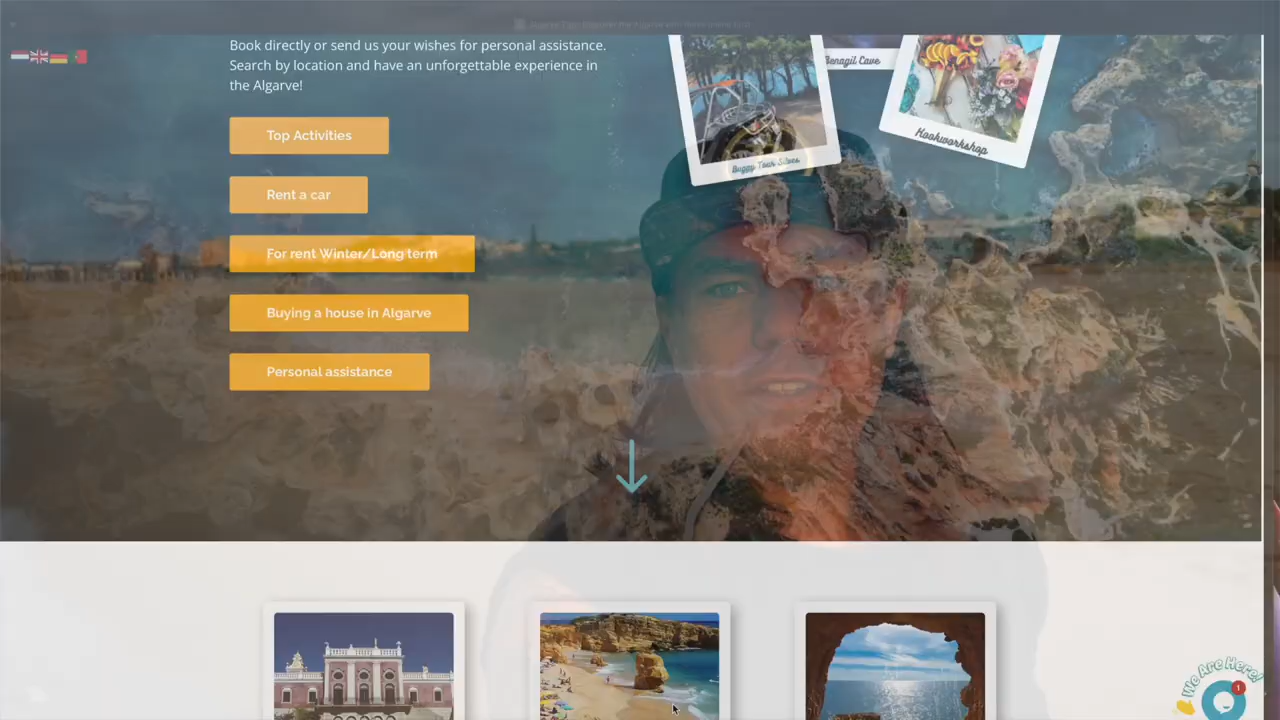 Book directly or send us your wishes for personal assistance.
Search by location and have an unforgettable experience in
the Algarve!
Top Activities
Rent a car
For rent Winter/Long term
Buying a house in Algarve
Personal assistance
Benagil Cave
Buggy Tour Silves
Hookworkshop
We Are Here!
1